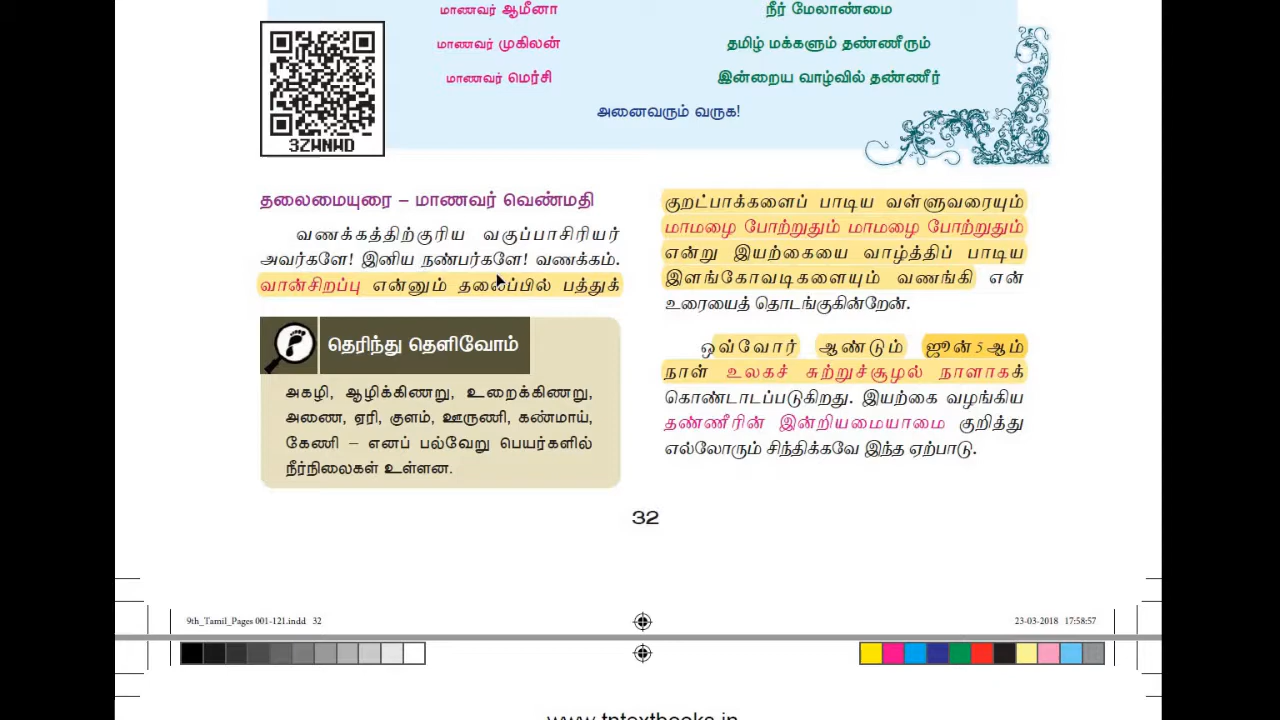 மாணவர் ஆமீனா நீர் மேலாண்மை
மாணவர் முகிலன் தமிழ் மக்களும் தண்ணீரும்
மாணவர் மெர்சி இன்றைய வாழ்வில் தண்ணீர்
அனைவரும் வருக!
3ZWNWD
தலைமையுரை – மாணவர் வெண்மதி
வணக்கத்திற்குரிய வகுப்பாசிரியர்
அவர்களே! இனிய நண்பர்களே! வணக்கம்.
வான்சிறப்பு என்னும் தலைப்பில் பத்துக்
தெரிந்து தெளிவோம்
அகழி, ஆழிக்கிணறு, உறைக்கிணறு,
அணை, ஏரி, குளம், ஊருணி, கண்மாய்,
கேணி – எனப் பல்வேறு பெயர்களில்
நீர்நிலைகள் உள்ளன.
குறட்பாக்களைப் பாடிய வள்ளுவரையும்
மாமழை போற்றுதும் மாமழை போற்றுதும்
என்று இயற்கையை வாழ்த்திப் பாடிய
இளங்கோவடிகளையும் வணங்கி என்
உரையைத் தொடங்குகின்றேன்.
ஒவ்வோர் ஆண்டும் ஜூன் 5 ஆம்
நாள் உலகச் சுற்றுச்சூழல் நாளாகக்
கொண்டாடப்படுகிறது. இயற்கை வழங்கிய
தண்ணீரின் இன்றியமையாமை குறித்து
எல்லோரும் சிந்திக்கவே இந்த ஏற்பாடு.
32
9th_Tamil_Pages 001-121.indd 32 23-03-2018 17:58:57
www.tntextbooks.in